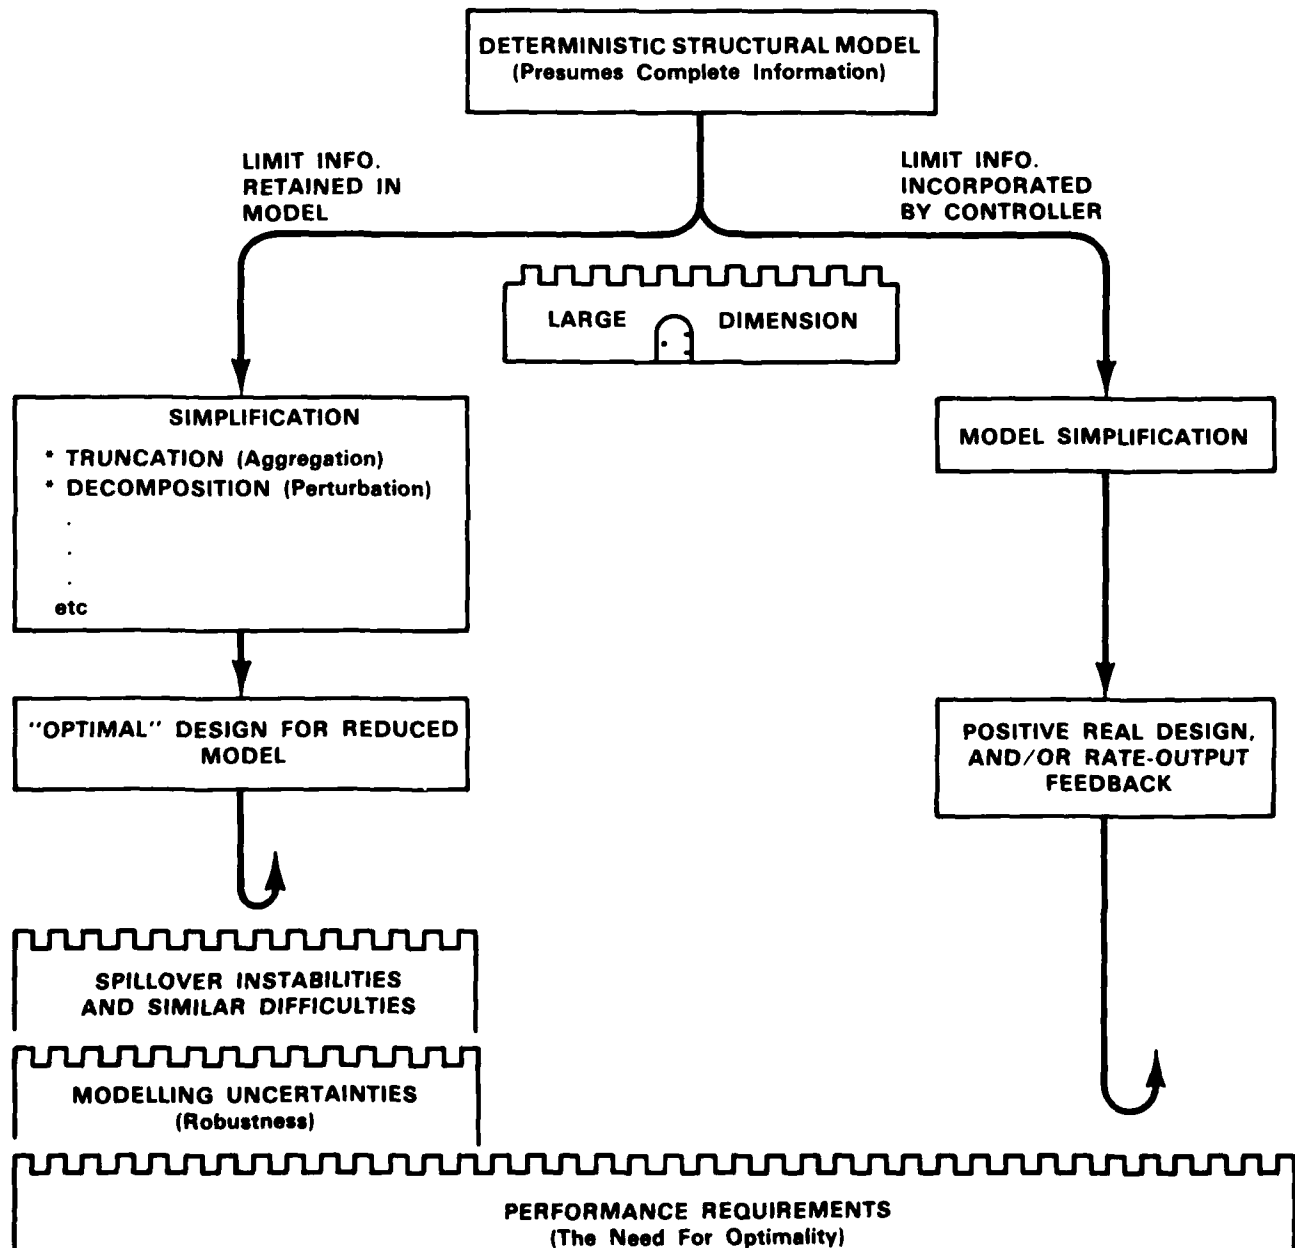 DETERMINISTIC STRUCTURAL MODEL
(Presumes Complete Information)
LIMIT INFO.
RETAINED IN
MODEL
LIMIT INFO.
INCORPORATED
BY CONTROLLER
LARGE DIMENSION
SIMPLIFICATION
* TRUNCATION (Aggregation)
* DECOMPOSITION (Perturbation)
.
.
.
etc
MODEL SIMPLIFICATION
"OPTIMAL" DESIGN FOR REDUCED
MODEL
POSITIVE REAL DESIGN,
AND/OR RATE-OUTPUT
FEEDBACK
SPILLOVER INSTABILITIES
AND SIMILAR DIFFICULTIES
MODELLING UNCERTAINTIES
(Robustness)
PERFORMANCE REQUIREMENTS
(The Need For Optimality)